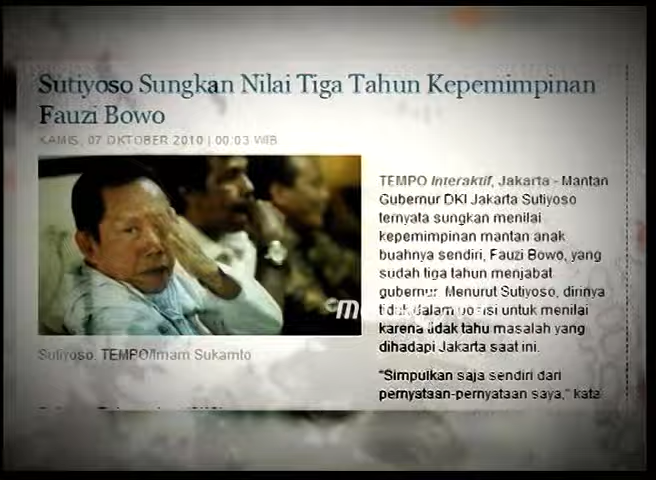 Sutiyoso Sungkan Nilai Tiga Tahun Kepemimpinan
Fauzi Bowo
KAMIS, 07 OKTOBER 2010 | 00:03 WIB
TEMPO Interaktif, Jakarta - Mantan
Gubernur DKI Jakarta Sutiyoso
ternyata sungkan menilai
kepemimpinan mantan anak
buahnya sendiri, Fauzi Bowo, yang
sudah tiga tahun menjabat
gubernur. Menurut Sutiyoso, dirinya
tidak dalam posisi untuk menilai
karena tidak tahu masalah yang
dihadapi Jakarta saat ini.
"Simpulkan saja sendiri dari
pernyataan-pernyataan saya," kata
Sutiyoso. TEMPO/Imam Sukamto